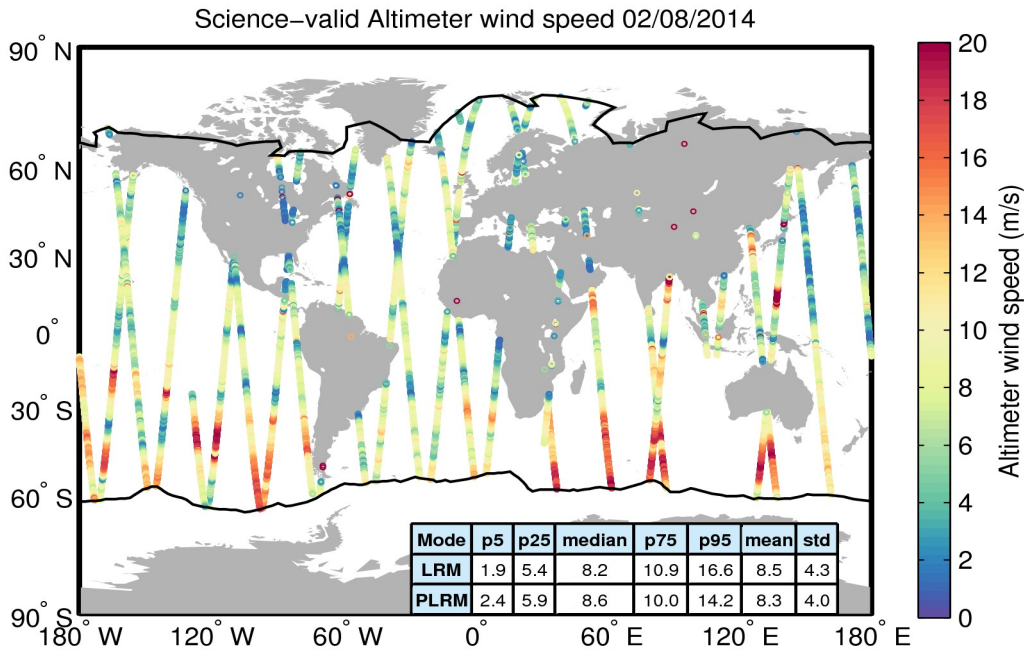 Science−valid Altimeter wind speed 02/08/2014
90° N
60° N
30° N
0°
30° S
60° S
90° S
180° W
120° W
60° W
0°
60° E
120° E
180° E
Mode p5 p25 median p75 p95 mean std
LRM 1.9 5.4 8.2 10.9 16.6 8.5 4.3
PLRM 2.4 5.9 8.6 10.0 14.2 8.3 4.0
20
18
16
14
12
10
8
6
4
2
0
Altimeter wind speed (m/s)